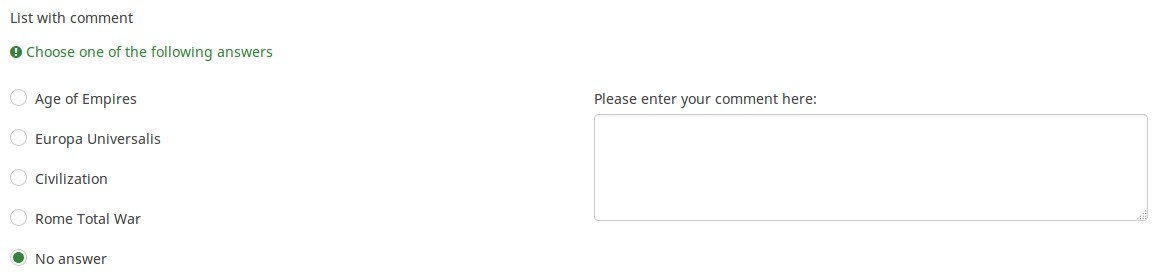 List with comment
Choose one of the following answers
Age of Empires
Europa Universalis
Civilization
Rome Total War
No answer
Please enter your comment here: